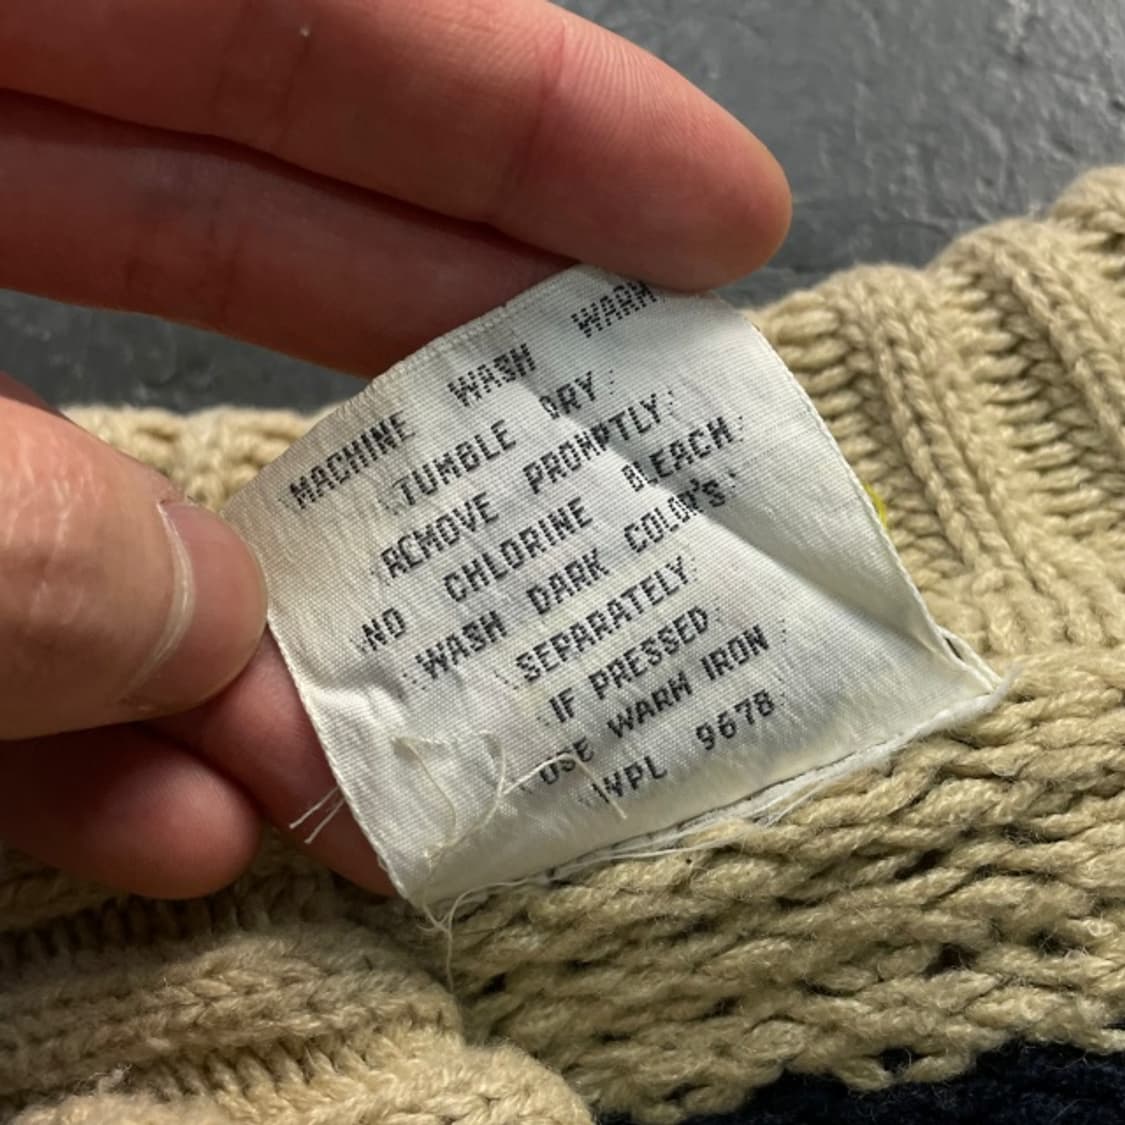 MACHINE WASH WARM
TUMBLE DRY
REMOVE PROMPTLY
NO CHLORINE BLEACH
WASH DARK COLOR'S
SEPARATELY
IF PRESSED
USE WARM IRON
WPL 9678